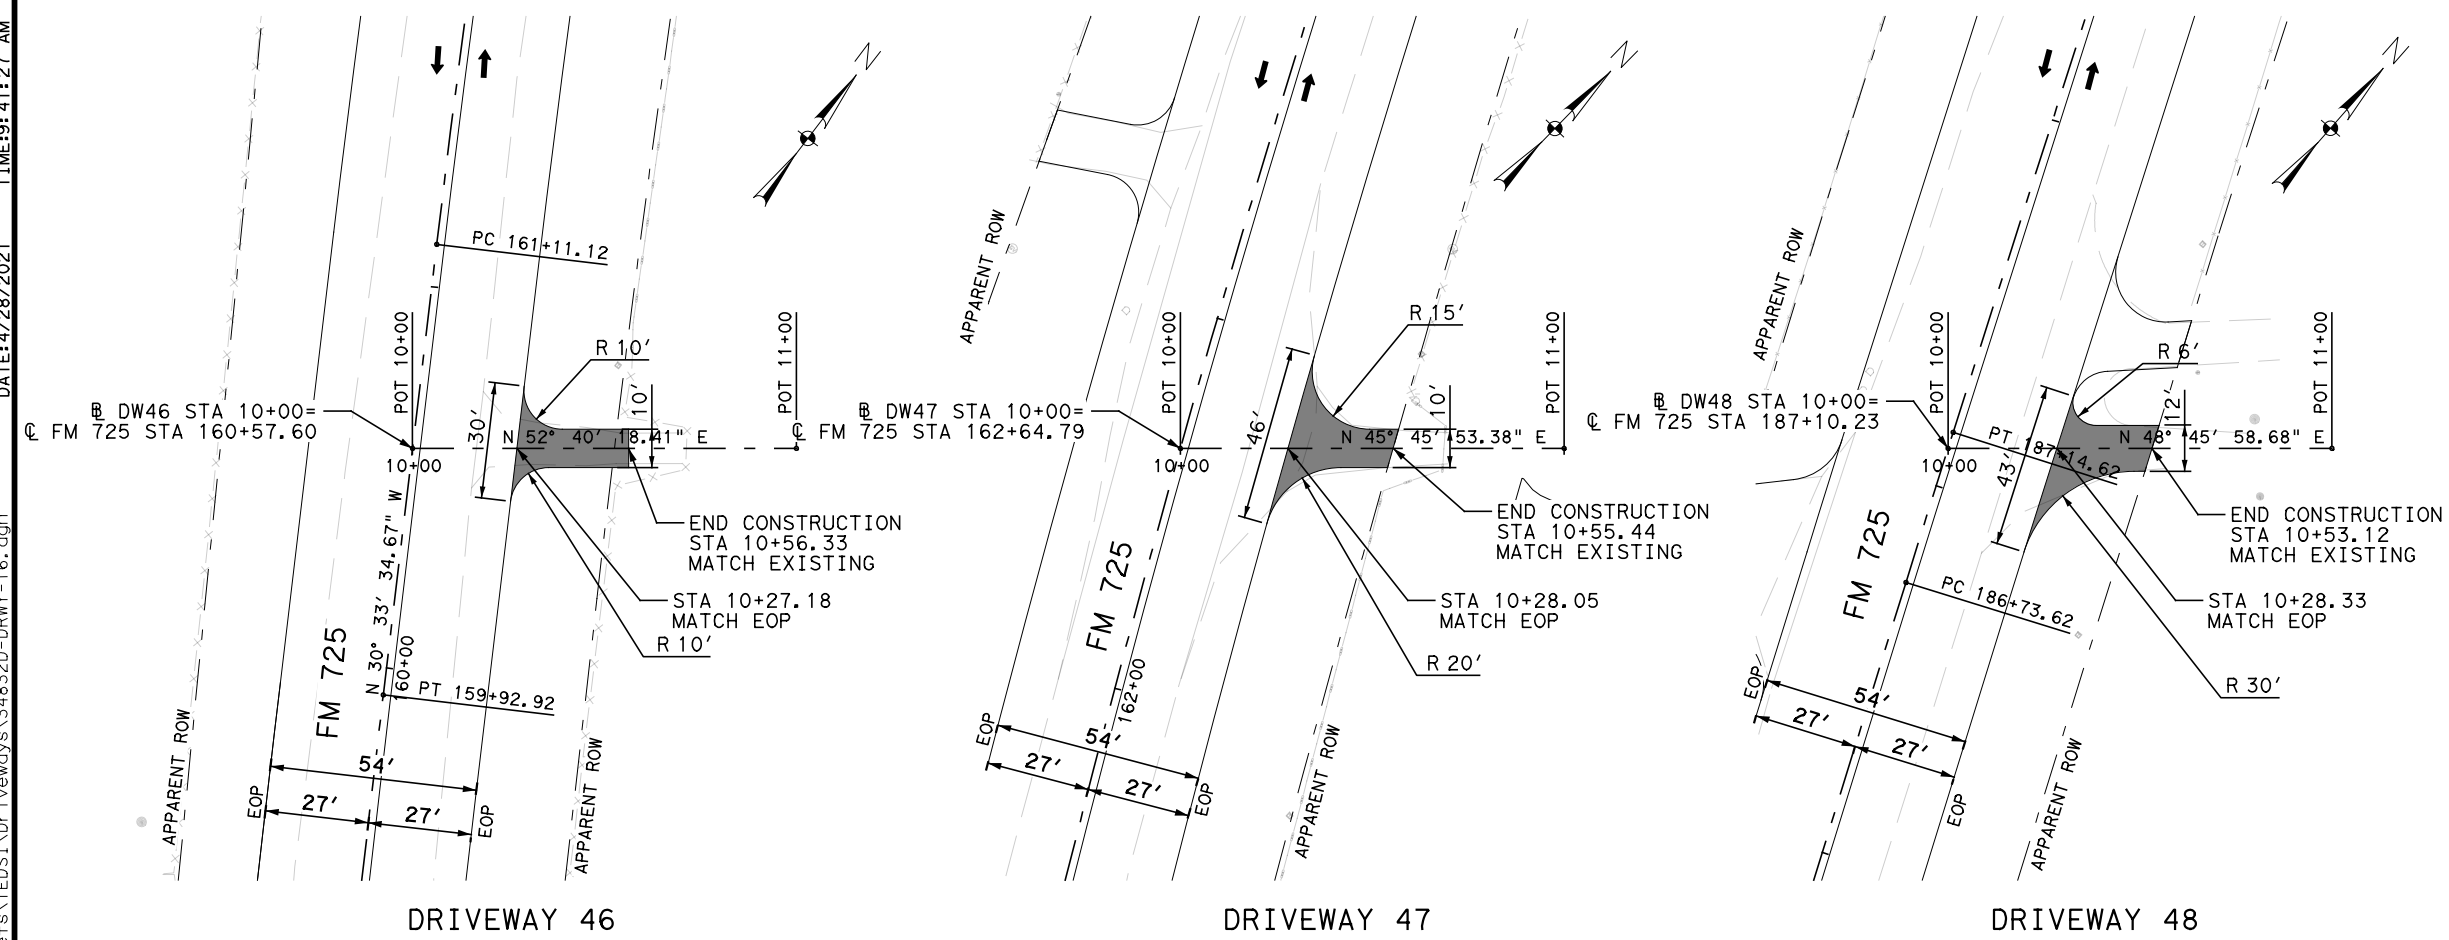 TIME:9:41:27 AM
DATE:4/28/2021
N
PC 161+11.12
POT 10+00
POT 11+00
R 10'
10'
30'
℄ DW46 STA 10+00=
℄ FM 725 STA 160+57.60
N 52° 40' 18.41" E
10+00
END CONSTRUCTION
STA 10+56.33
MATCH EXISTING
STA 10+27.18
MATCH EOP
R 10'
N 30° 33' 34.67" W
160+00
PT 159+92.92
FM 725
APPARENT ROW
APPARENT ROW
54'
27'
27'
EOP
EOP
DRIVEWAY 46
N
APPARENT ROW
POT 10+00
POT 11+00
R 15'
10'
46'
℄ DW47 STA 10+00=
℄ FM 725 STA 162+64.79
N 45° 45' 53.38" E
10+00
END CONSTRUCTION
STA 10+55.44
MATCH EXISTING
STA 10+28.05
MATCH EOP
R 20'
FM 725
162+00
EOP
54'
27'
27'
EOP
APPARENT ROW
DRIVEWAY 47
N
APPARENT ROW
POT 10+00
POT 11+00
R 6'
12'
43'
℄ DW48 STA 10+00=
℄ FM 725 STA 187+10.23
PT 187+14.62
N 48° 45' 58.68" E
10+00
END CONSTRUCTION
STA 10+53.12
MATCH EXISTING
STA 10+28.33
MATCH EOP
PC 186+73.62
R 30'
FM 725
EOP
54'
27'
27'
EOP
APPARENT ROW
DRIVEWAY 48